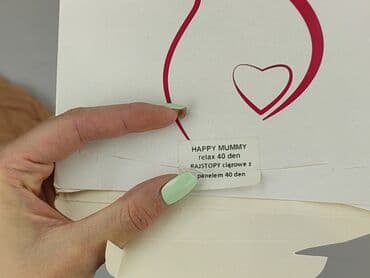 HAPPY MUMMY
relax 40 den
RAJSTOPY ciążowe z
panelem 40 den